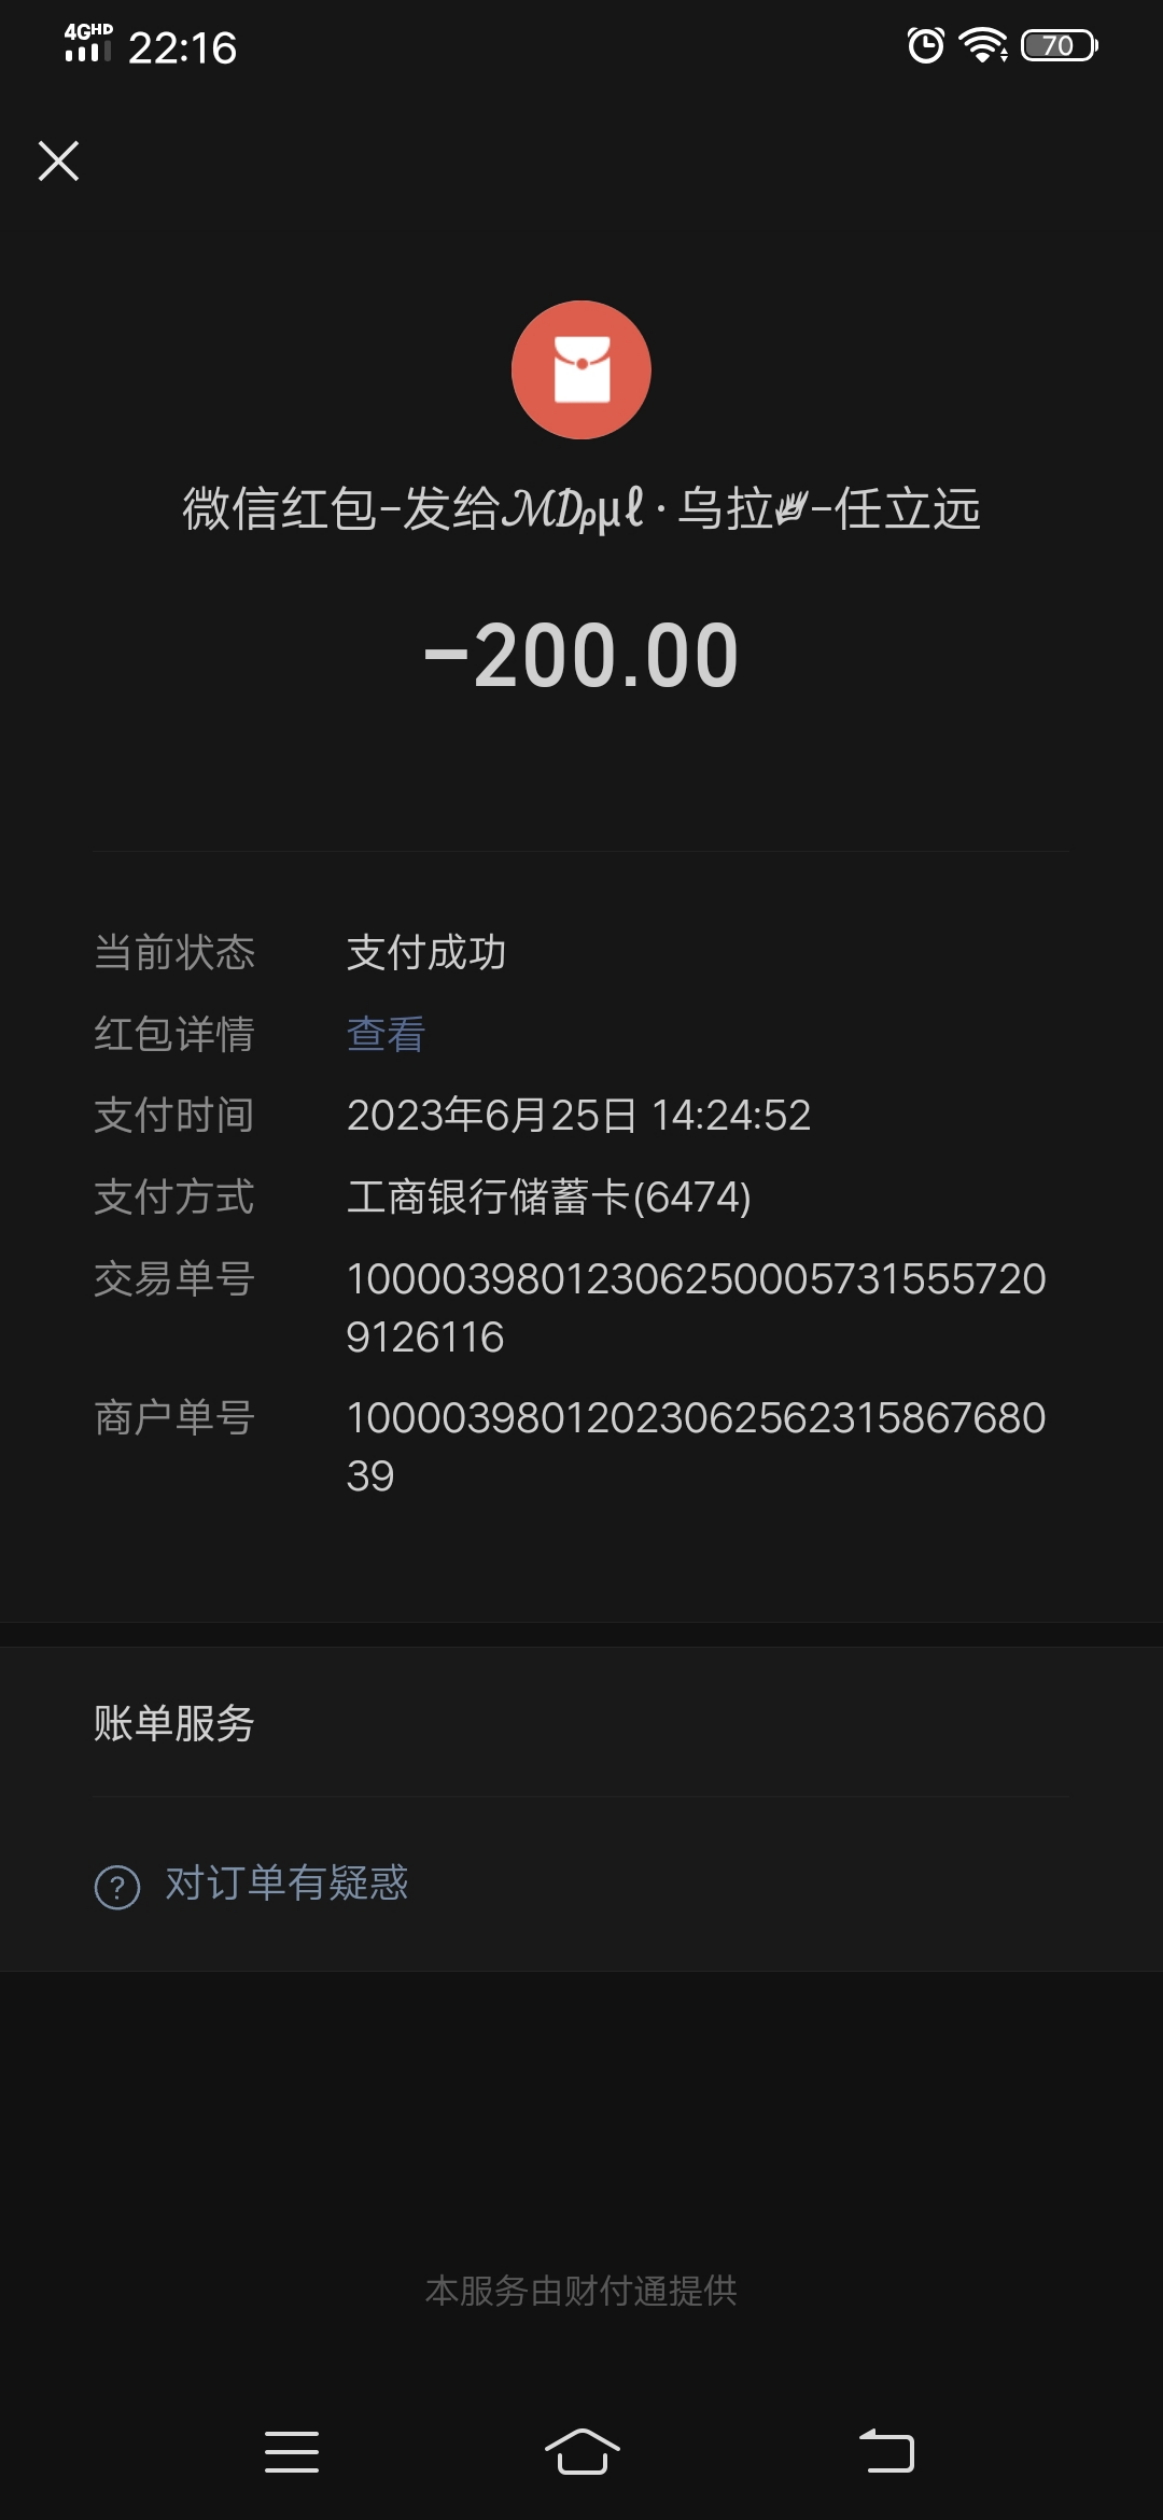 4GHD 22:16 70
微信红包-发给ℳD𝓅μℓ·乌拉-任立远
-200.00
当前状态 支付成功
红包详情 查看
支付时间 2023年6月25日 14:24:52
支付方式 工商银行储蓄卡(6474)
交易单号 10000398012306250005731555720
9126116
商户单号 10000398012023062562315867680
39
账单服务
? 对订单有疑惑
本服务由财付通提供